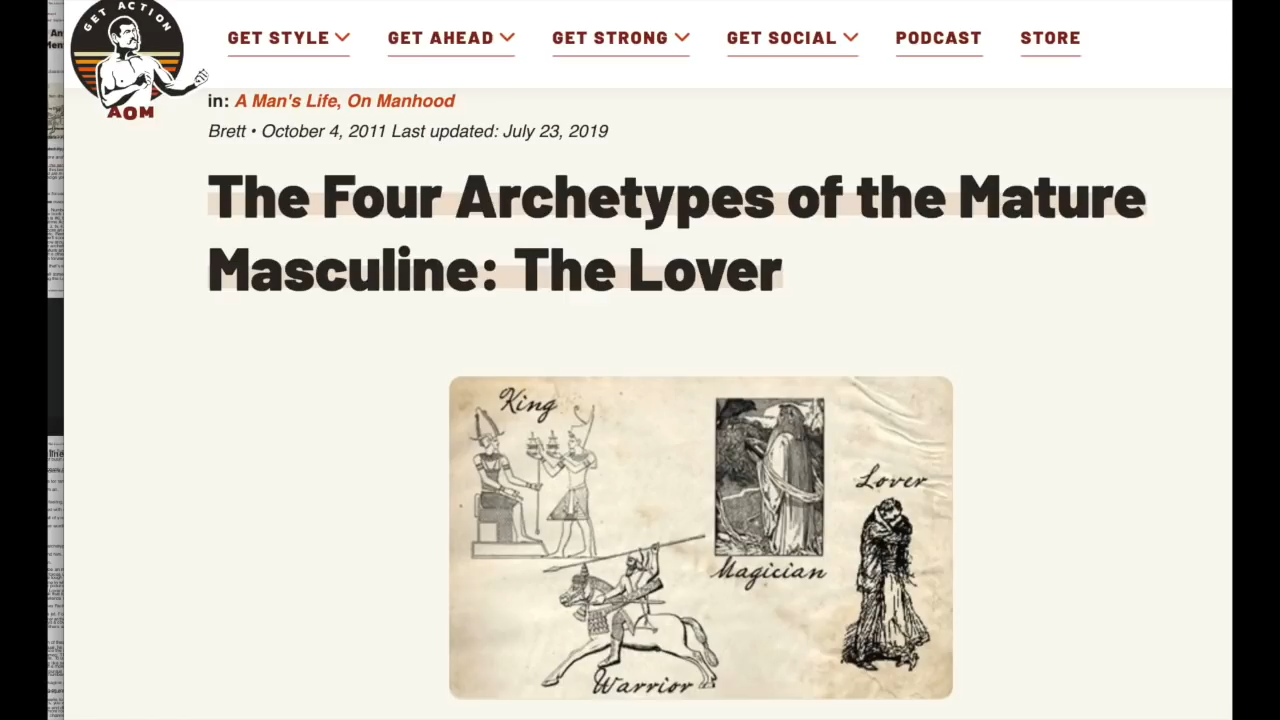 GET ACTION
AOM
GET STYLE GET AHEAD GET STRONG GET SOCIAL PODCAST STORE
in: A Man's Life, On Manhood
Brett • October 4, 2011 Last updated: July 23, 2019
The Four Archetypes of the Mature
Masculine: The Lover
King
Lover
Magician
Warrior